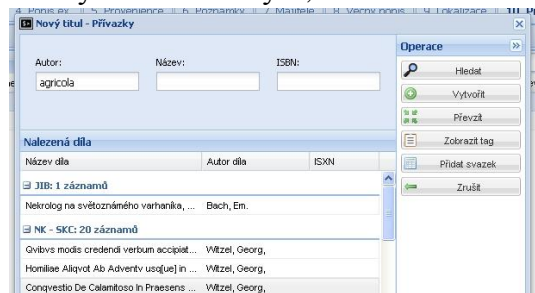 4. Popis ex. 5. Provenience 6. Poznámky 7. Majitelé 8. Věcný popis 9. Lokalizace 10.
Nový titul - Přívazky
Operace
Autor:
Název:
ISBN:
agricola
Hledat
Vytvořit
Převzít
Zobrazit tag
Přidat svazek
Zrušit
Nalezená díla
Název díla
Autor díla
ISXN
JIB: 1 záznamů
Nekrolog na světoznámého varhaníka, ...
Bach, Em.
NK - SKC: 20 záznamů
Qvibvs modis credendi verbum accipiat...
Witzel, Georg,
Homiliae Aliqvot Ab Adventv usq[ue] in ...
Witzel, Georg,
Conqvestio De Calamitoso In Praesens ...
Witzel, Georg,